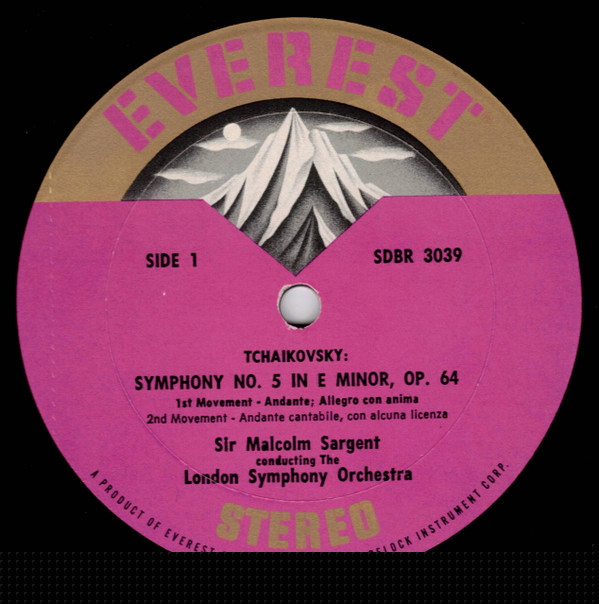 EVEREST
SIDE 1
SDBR 3039
TCHAIKOVSKY:
SYMPHONY NO. 5 IN E MINOR, OP. 64
1st Movement - Andante; Allegro con anima
2nd Movement - Andante cantabile, con alcuna licenza
Sir Malcolm Sargent
conducting The
London Symphony Orchestra
STEREO
A PRODUCT OF EVEREST
INSTRUMENT CORP.